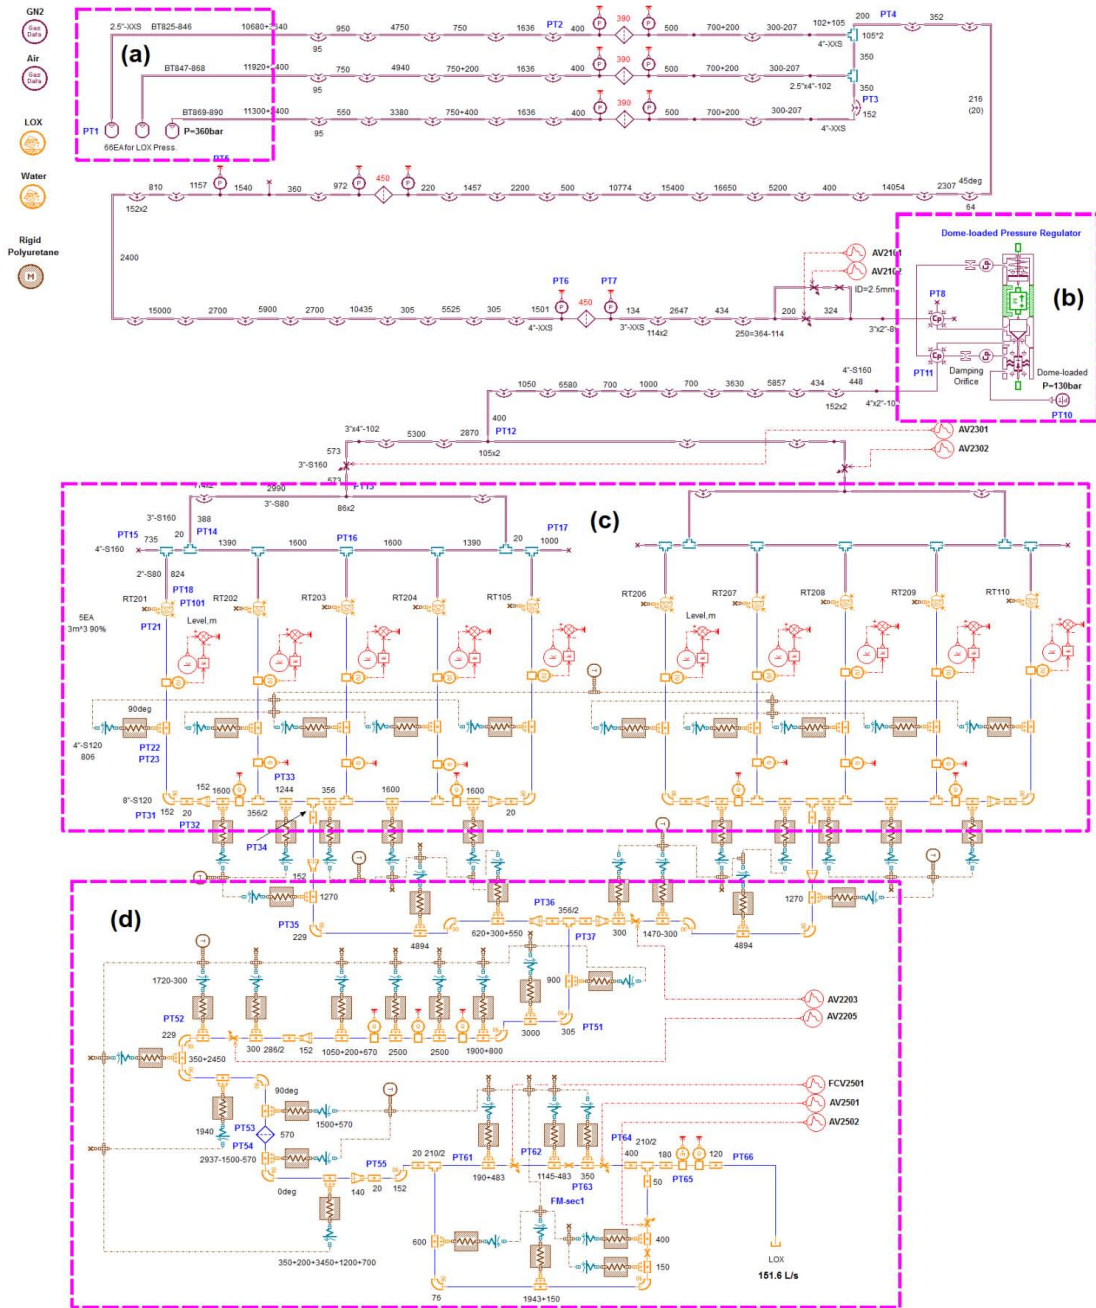 GN2
Gas Data
Air
Gas Data
LOX
Water
Rigid Polyuretane
M
(a)
2.5"-XXS BT825-846
950 4750 750 1636 PT2 400 390 500 700+200 300-207 102+105 200 PT4 352
95
4"-XXS 105*2
350
BT847-868
750 4940 750+200 1636 400 390 500 700+200 300-207 350
95
2.5"x4"-102
PT3
BT869-890
550 3380 750+400 1636 400 390 500 700+200 300-207 152
95
4"-XXS
PT1 P=360bar
66EA for LOX Press.
216
(20)
810 1157 1540 360 972 450 220 1457 2200 500 10774 15400 16650 5200 400 14054 2307 45deg
152x2 64
2400
(b)
Dome-loaded Pressure Regulator
AV2102
ID=2.5mm
PT6 PT7 PT8
15000 2700 5900 2700 10435 305 5525 305 1501 450 134 2647 434 200 324
4"-XXS 3"-XXS 114x2 250=364-114
PT11 Damping Orifice Dome-loaded P=130bar
PT10
4"-S160
1050 6580 700 1000 700 3630 5857 434 448
152x2
400
PT12
AV2301
AV2302
3"x4"-102 5300 2870
105x2
573
3"-S160
573
2990
3"-S80 86x2
(c)
3"-S160 388
PT15 20 PT14 PT16 PT17
4"-S160 735 1390 1600 1600 1390 20 1000
2"-S80 824
PT18
PT101
RT201 RT202 RT203 RT204 RT105 RT206 RT207 RT208 RT209 RT110
5EA
3m^3 90%
PT21 Level,m Level,m
90deg
4"-S120
806
PT22
PT23
PT33
8"-S120 152 1600 1244 356 1600 1600
152 20 356/2 20
PT31 PT32
PT34
152
(d)
1270 1270
PT35 229 4894 620+300+550 PT36 356/2 300 1470-300 4894
PT37
1720-300 900
AV2203
AV2205
PT52 PT51
229 300 286/2 152 1050+200+670 2500 2500 1900+800 3000 305
350+2450
90deg
FCV2501
AV2501
AV2502
1940 PT53 1500+570
PT54 570
2937-1500-570
PT55 20 210/2 PT61 PT62 PT64 210/2 400 180 120 PT66
190+483 1145-483 350 PT65
PT63
0deg 140 20 152 50
FM-sec1
350+200+3450+1200+700
600 400
150
76 1943+150
LOX
151.6 L/s